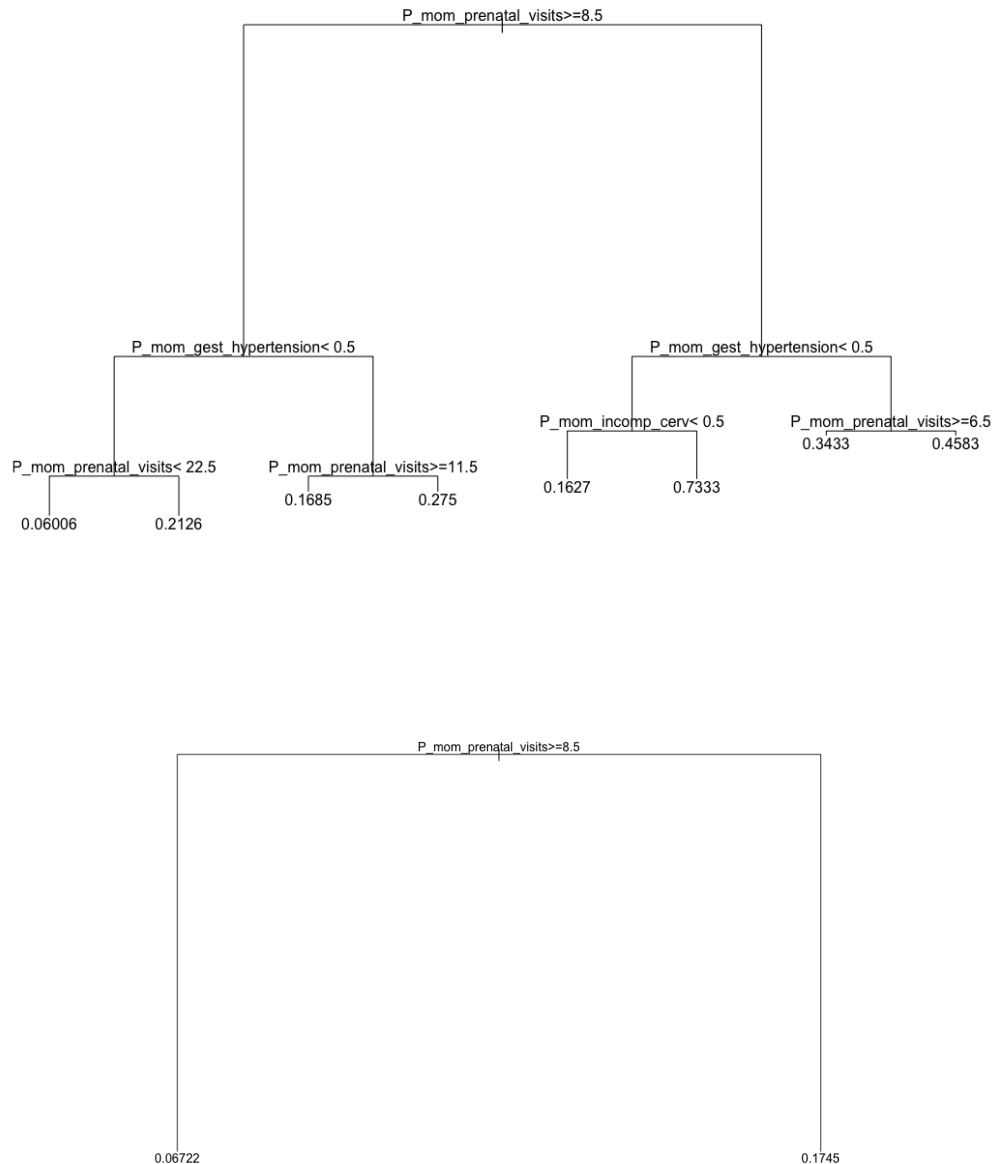 P_mom_prenatal_visits>=8.5
P_mom_gest_hypertension< 0.5
P_mom_gest_hypertension< 0.5
P_mom_incomp_cerv< 0.5
P_mom_prenatal_visits>=6.5
0.3433
0.4583
P_mom_prenatal_visits< 22.5
P_mom_prenatal_visits>=11.5
0.1627
0.7333
0.1685
0.275
0.06006
0.2126
P_mom_prenatal_visits>=8.5
0.06722
0.1745